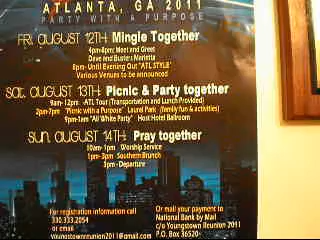 ATLANTA, GA 2011
PARTY WITH A PURPOSE
FRI. AUGUST 12TH: Mingle Together
4pm-8pm: Meet and Greet
Dave and Busters Marietta
8pm- Until Evening Out "ATL STYLE"
Various Venues to be announced
SAT. AUGUST 13TH: Picnic & Party together
9am-12pm -ATL Tour (Transportation and Lunch Provided)
2pm-7pm "Picnic with a Purpose" Laurel Park (family fun & activities)
9pm-1am "All White Party" Host Hotel Ballroom
SUN. AUGUST 14TH: Pray together
10am- 1pm Worship Service
1pm-3pm Southern Brunch
3pm - Departure
For registration information call
330.333.2054
or email
youngstownreunion2011@gmail.com
Or mail your payment to
National Bank by Mail
c/o Youngstown Reunion 2011
P.O. Box 36520-